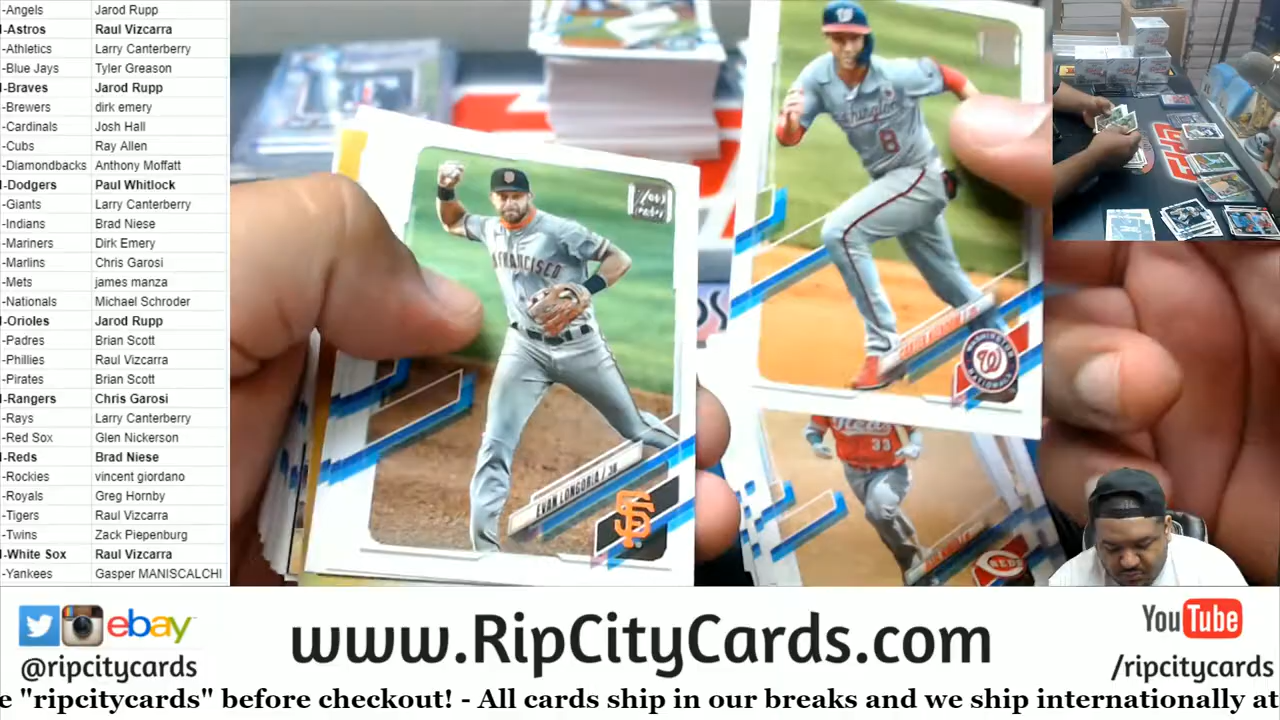 -Angels Jarod Rupp
-Astros Raul Vizcarra
-Athletics Larry Canterberry
-Blue Jays Tyler Greason
-Braves Jarod Rupp
-Brewers dirk emery
-Cardinals Josh Hall
-Cubs Ray Allen
-Diamondbacks Anthony Moffatt
-Dodgers Paul Whitlock
-Giants Larry Canterberry
-Indians Brad Niese
-Mariners Dirk Emery
-Marlins Chris Garosi
-Mets james manza
-Nationals Michael Schroder
-Orioles Jarod Rupp
-Padres Brian Scott
-Phillies Raul Vizcarra
-Pirates Brian Scott
-Rangers Chris Garosi
-Rays Larry Canterberry
-Red Sox Glen Nickerson
-Reds Brad Niese
-Rockies vincent giordano
-Royals Greg Hornby
-Tigers Raul Vizcarra
-Twins Zack Piepenburg
-White Sox Raul Vizcarra
-Yankees Gasper MANISCALCHI
Washington
8
W
WASHINGTON NATIONALS
FRANCISCO
EVAN LONGORIA / 3B
SF
33
REDS
ebay
@ripcitycards
www.RipCityCards.com
YouTube
/ripcitycards
e "ripcitycards" before checkout! - All cards ship in our breaks and we ship internationally at